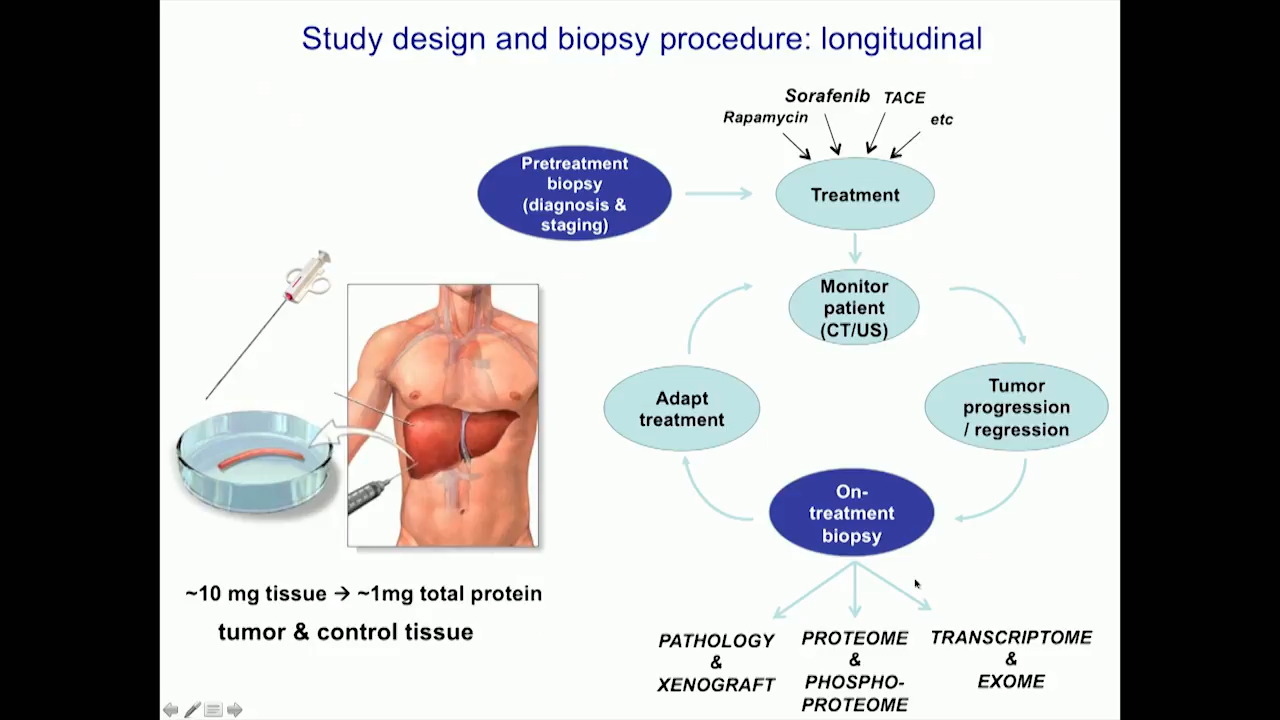 Study design and biopsy procedure: longitudinal
Sorafenib
TACE
Rapamycin
etc
Pretreatment
biopsy
(diagnosis &
staging)
Treatment
Monitor
patient
(CT/US)
Adapt
treatment
Tumor
progression
/ regression
On-
treatment
biopsy
~10 mg tissue → ~1mg total protein
tumor & control tissue
PATHOLOGY
&
XENOGRAFT
PROTEOME
&
PHOSPHO-
PROTEOME
TRANSCRIPTOME
&
EXOME